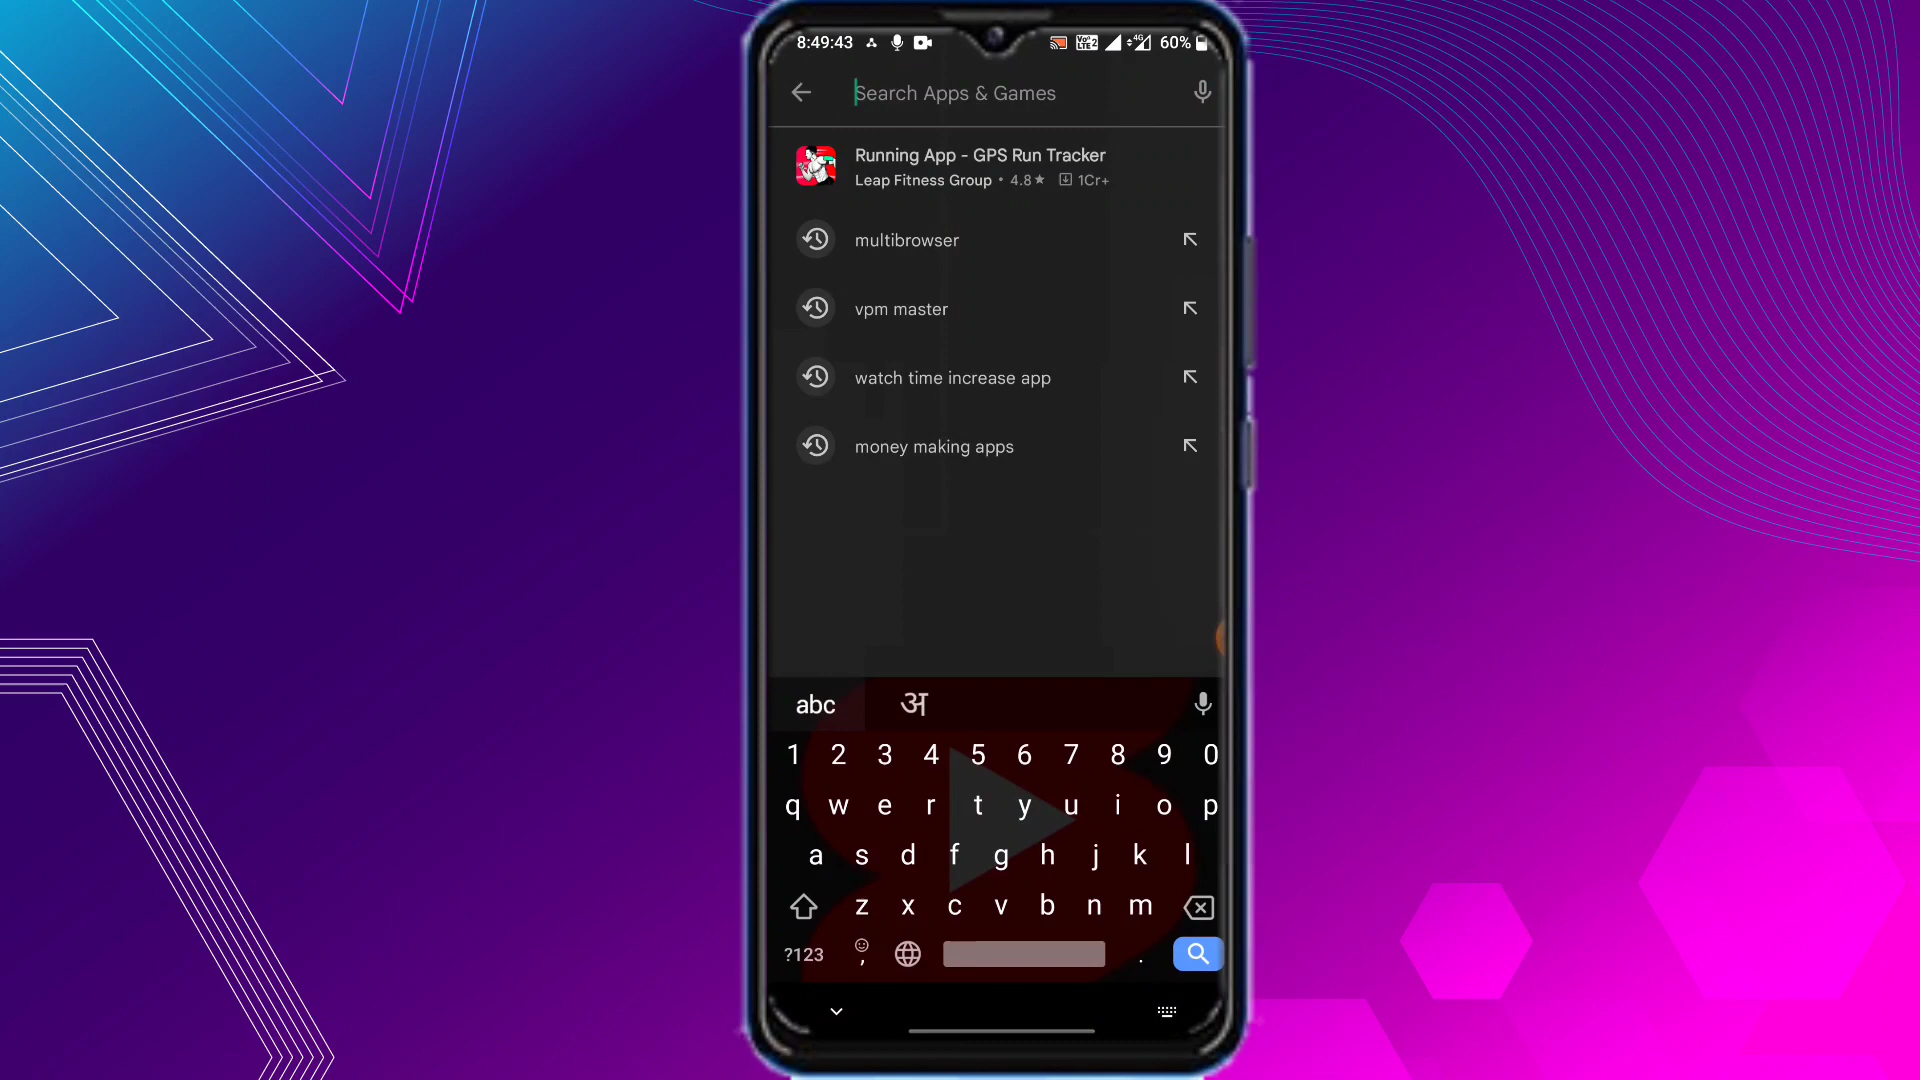 8:49:43 VoLTE2 4G 60%
Search Apps & Games
Running App - GPS Run Tracker
Leap Fitness Group • 4.8★ 1Cr+
multibrowser
vpm master
watch time increase app
money making apps
abc अ
1 2 3 4 5 6 7 8 9 0
q w e r t y u i o p
a s d f g h j k l
z x c v b n m
?123 , .